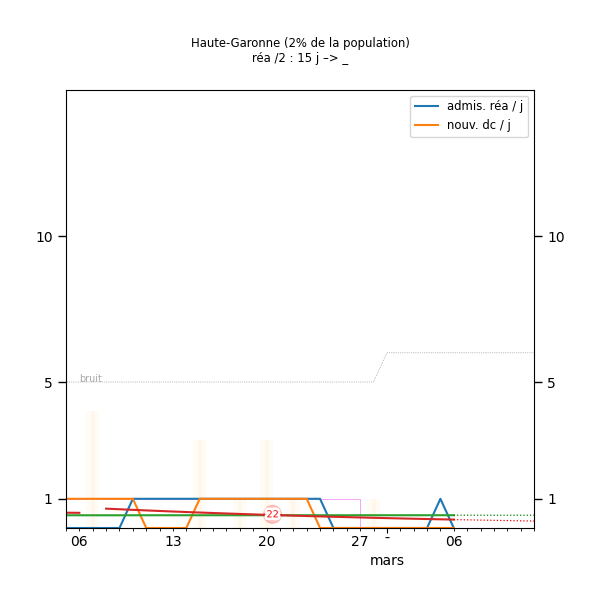 Haute-Garonne (2% de la population)
réa /2 : 15 j –> _
admis. réa / j
nouv. dc / j
10 10
bruit
5 5
1 1
22
06 13 20 27 - 06
mars